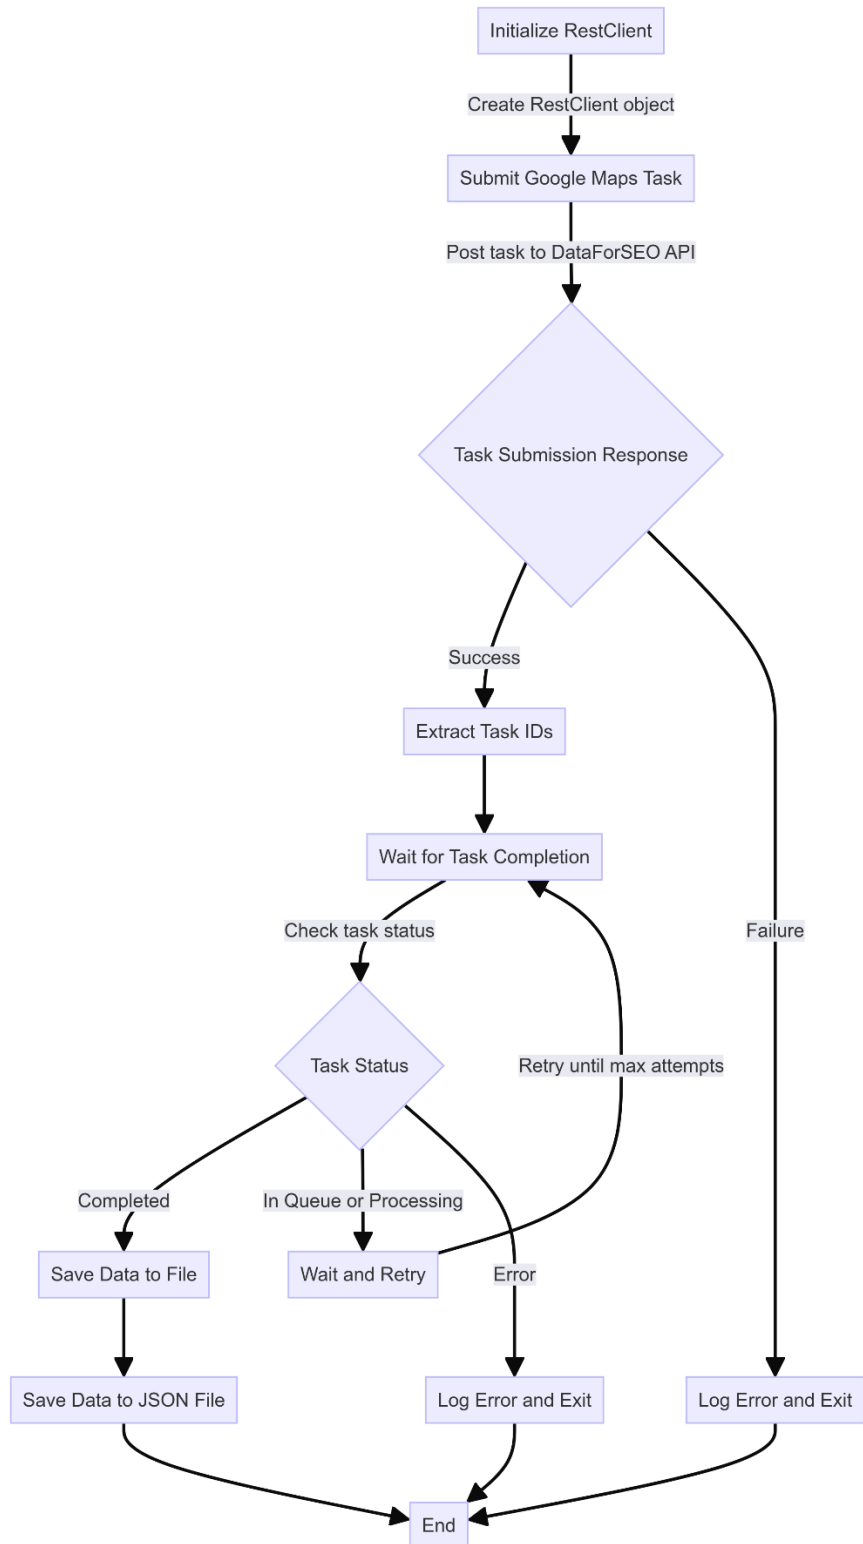 Initialize RestClient
Create RestClient object
Submit Google Maps Task
Post task to DataForSEO API
Task Submission Response
Success
Extract Task IDs
Wait for Task Completion
Check task status
Failure
Task Status
Retry until max attempts
Completed
In Queue or Processing
Save Data to File
Wait and Retry
Error
Save Data to JSON File
Log Error and Exit
Log Error and Exit
End